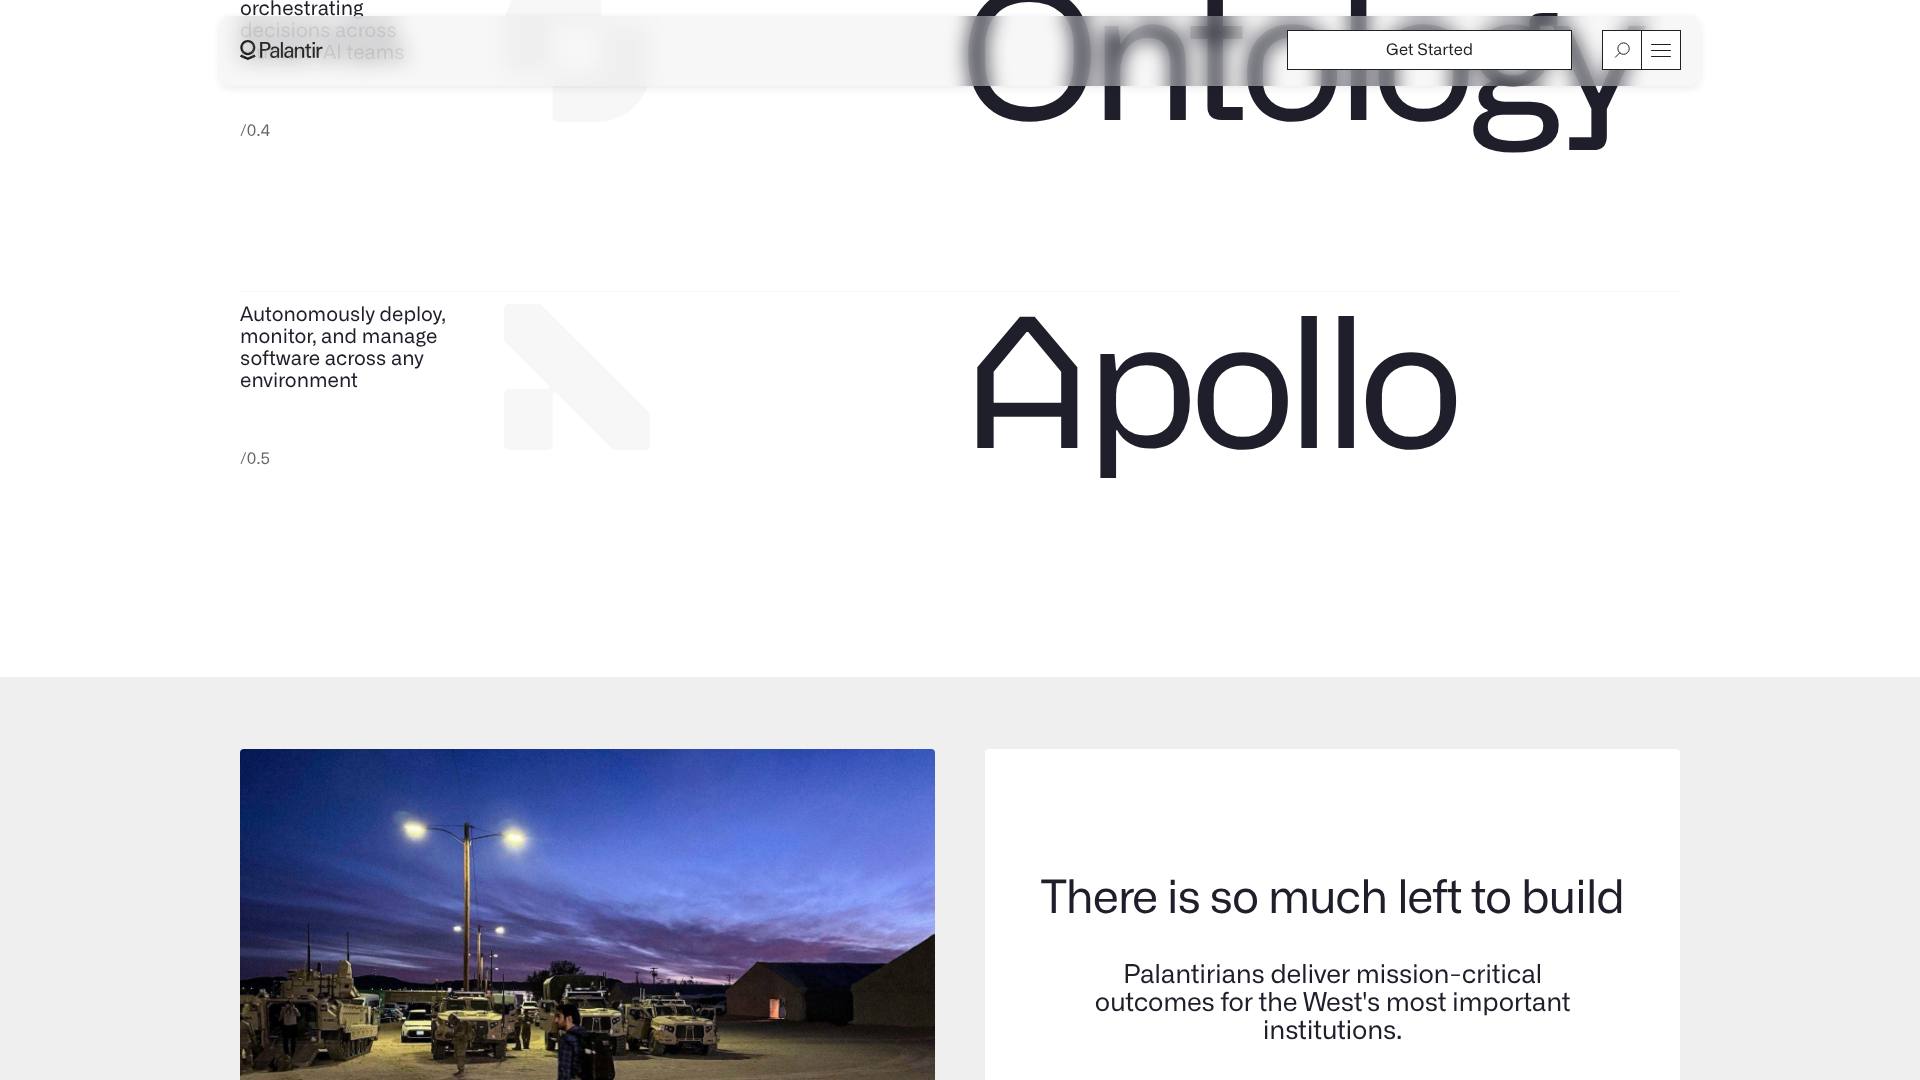 orchestrating
decisions across
AI teams
Palantir
Get Started
Ontology
/0.4
Autonomously deploy,
monitor, and manage
software across any
environment
/0.5
Apollo
There is so much left to build
Palantirians deliver mission-critical
outcomes for the West's most important
institutions.